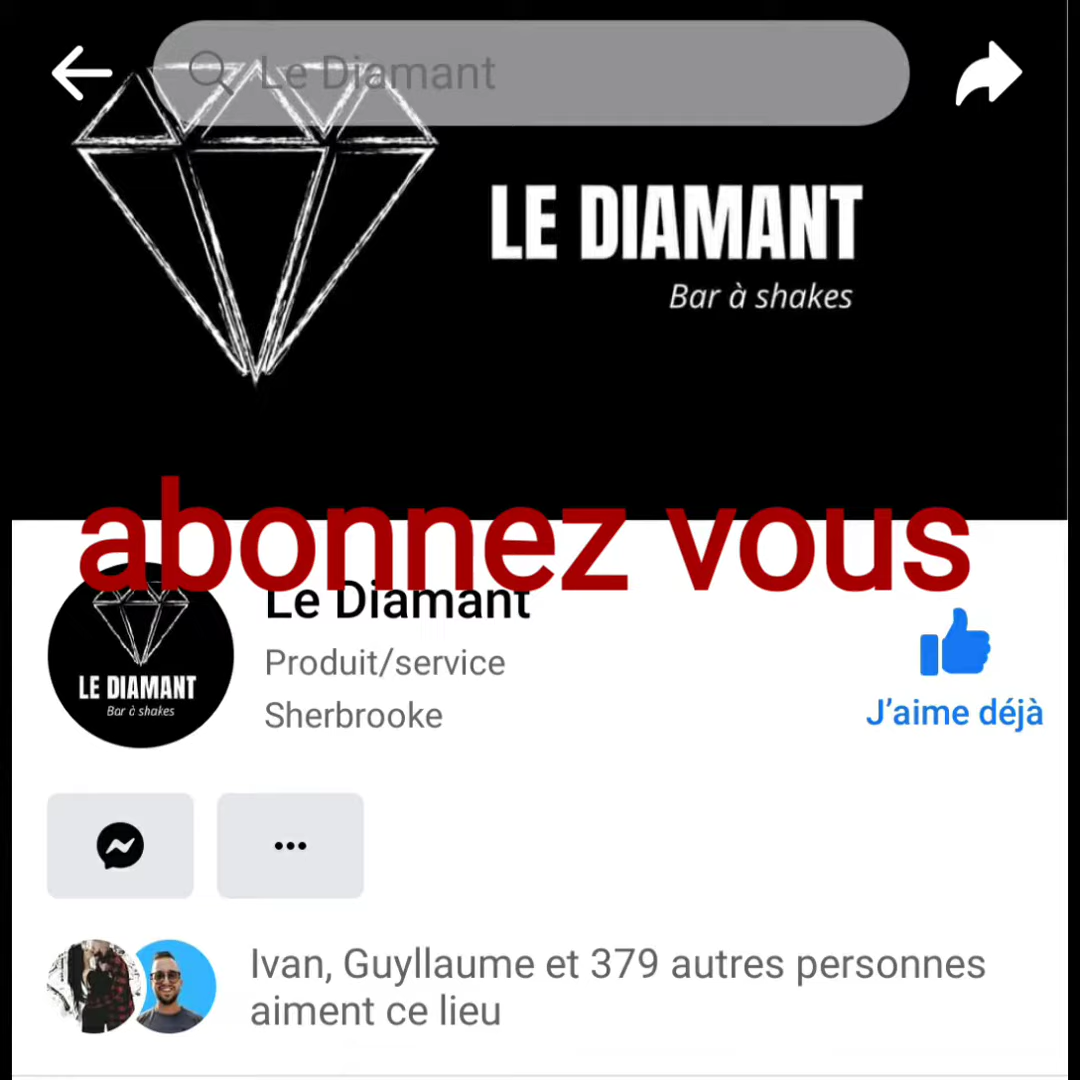 Le Diamant
LE DIAMANT
Bar à shakes
abonnez vous
Le Diamant
Produit/service
Sherbrooke
J’aime déjà
LE DIAMANT
Bar à shakes
Ivan, Guyllaume et 379 autres personnes
aiment ce lieu